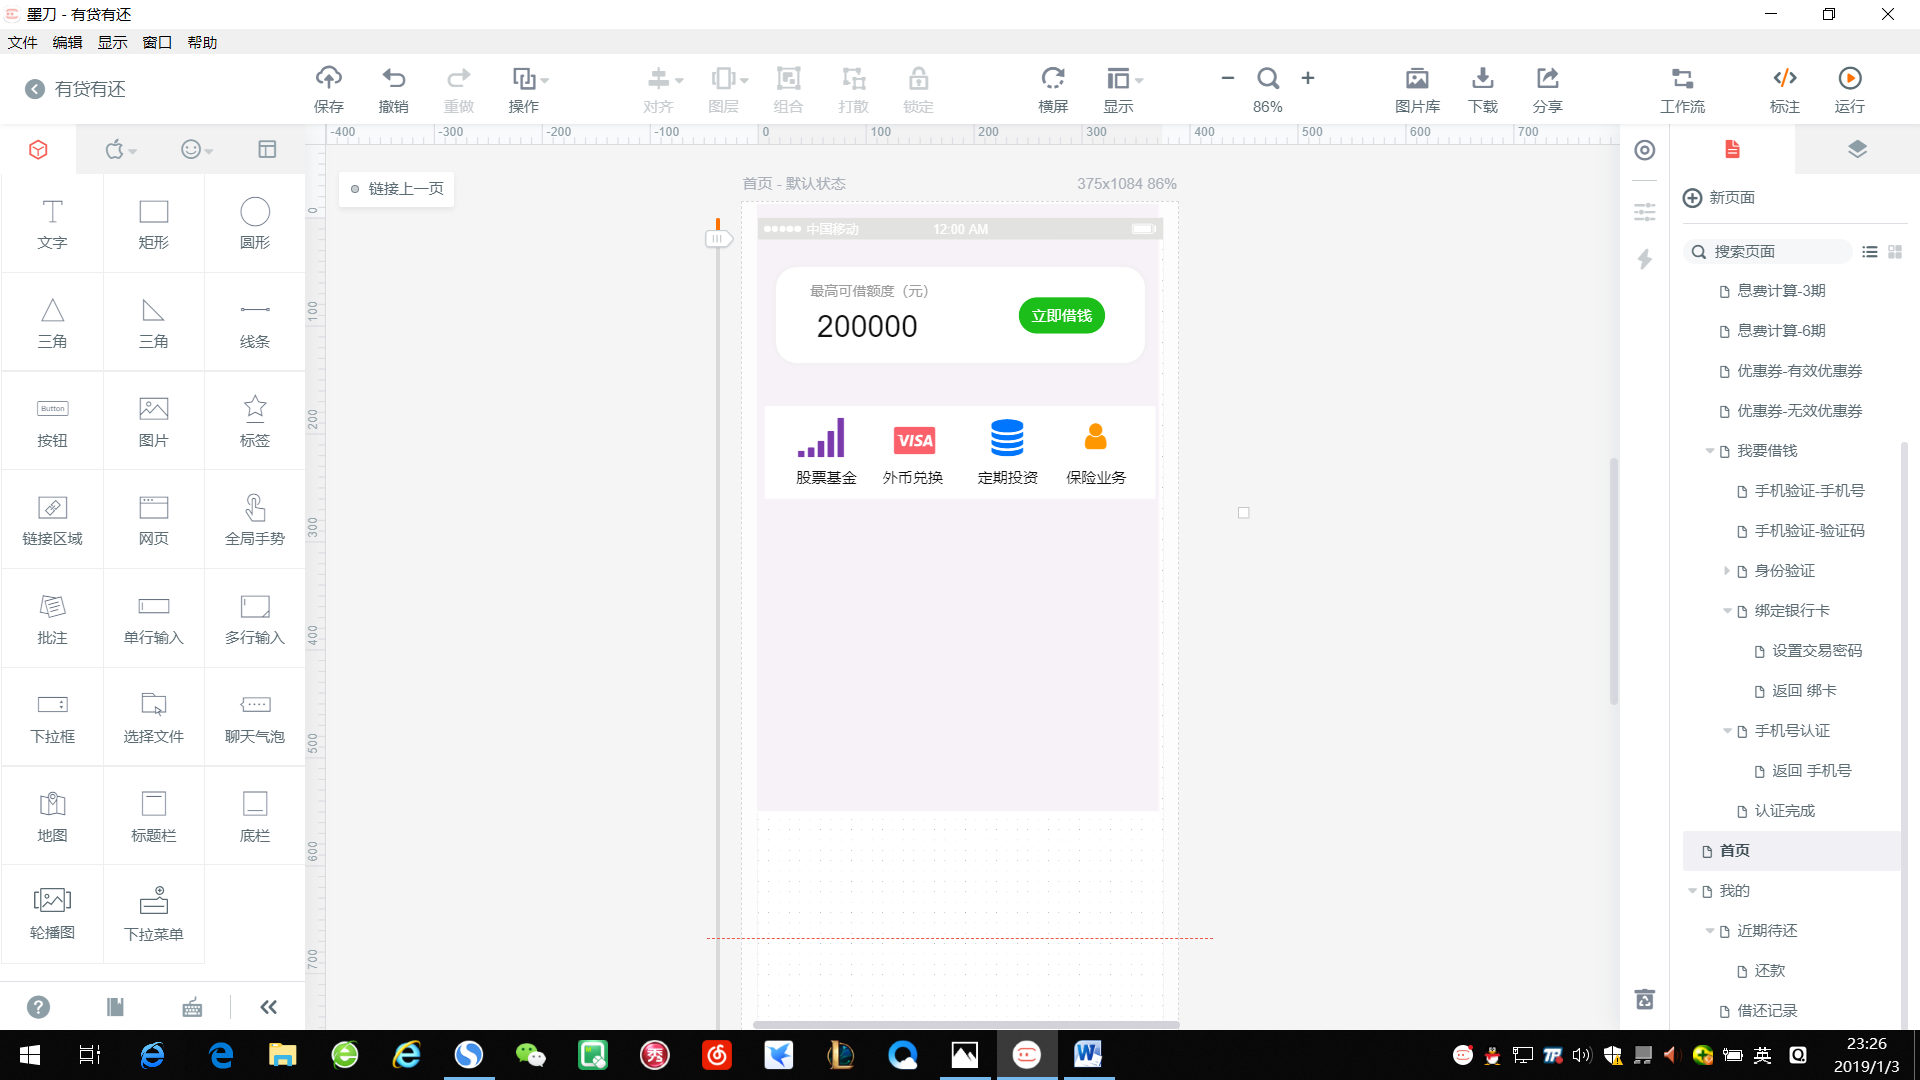 墨刀 - 有贷有还
文件 编辑 显示 窗口 帮助
有贷有还
保存 撤销 重做 操作 对齐 图层 组合 打散 锁定 横屏 显示 86% 图片库 下载 分享 工作流 标注 运行
-400 -300 -200 -100 0 100 200 300 400 500 600 700
链接上一页
首页 - 默认状态 375x1084 86%
中国移动 12:00 AM
最高可借额度（元）
200000
立即借钱
VISA
股票基金 外币兑换 定期投资 保险业务
0
100
200
300
400
500
600
700
文字 矩形 圆形
三角 三角 线条
Button
按钮 图片 标签
链接区域 网页 全局手势
批注 单行输入 多行输入
下拉框 选择文件 聊天气泡
地图 标题栏 底栏
轮播图 下拉菜单
新页面
搜索页面
息费计算-3期
息费计算-6期
优惠券-有效优惠券
优惠券-无效优惠券
我要借钱
手机验证-手机号
手机验证-验证码
身份验证
绑定银行卡
设置交易密码
返回 绑卡
手机号认证
返回 手机号
认证完成
首页
我的
近期待还
还款
借还记录
英
23:26
2019/1/3